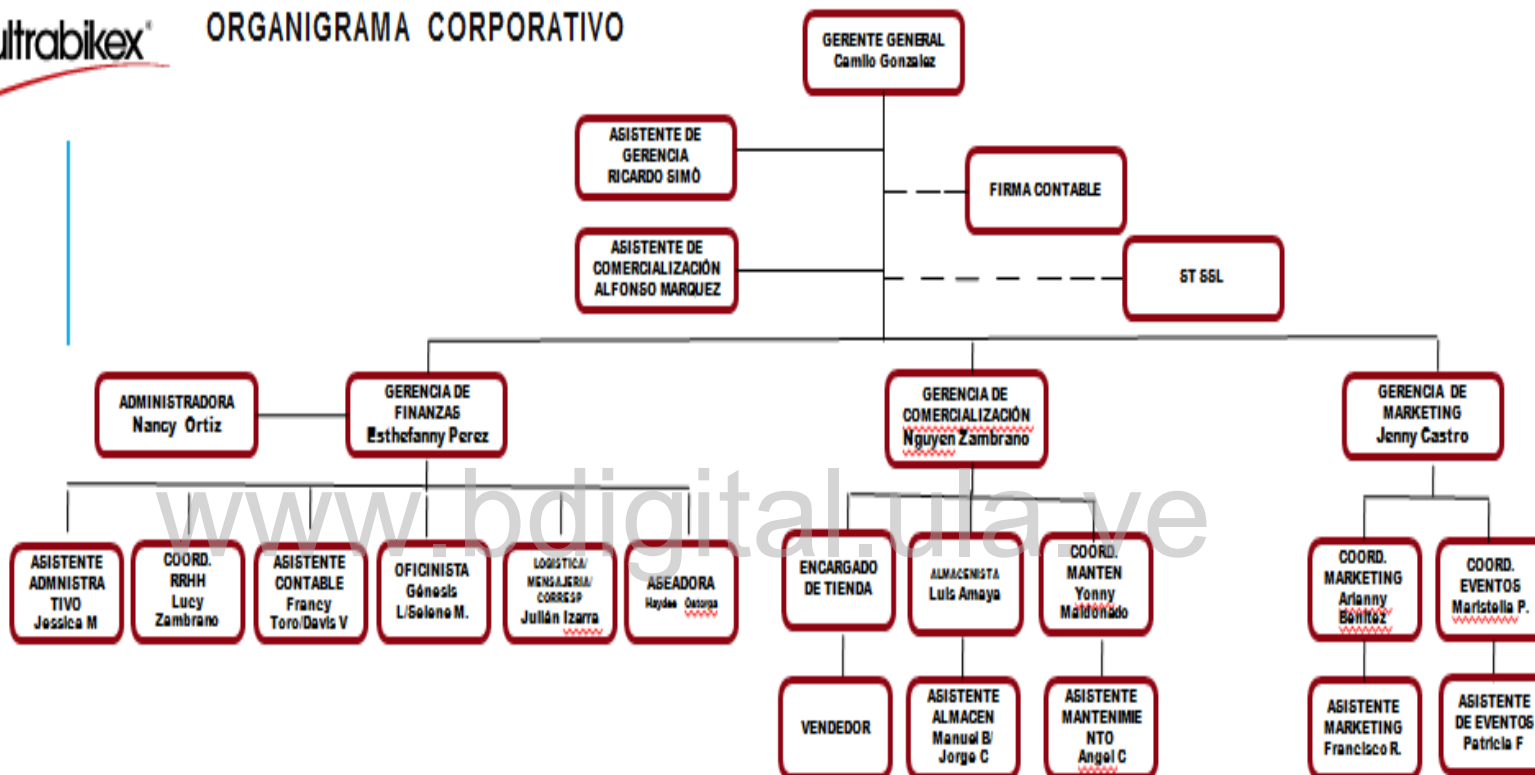 ultrabikex
ORGANIGRAMA CORPORATIVO
GERENTE GENERAL
Camilo Gonzalez
ASISTENTE DE
GERENCIA
RICARDO SIMÒ
FIRMA CONTABLE
ASISTENTE DE
COMERCIALIZACIÓN
ALFONSO MARQUEZ
ST SSL
ADMINISTRADORA
Nancy Ortiz
GERENCIA DE
FINANZAS
Esthefanny Perez
GERENCIA DE
COMERCIALIZACIÓN
Nguyen Zambrano
GERENCIA DE
MARKETING
Jenny Castro
www.bdigital.ula.ve
ASISTENTE
ADMINISTRA
TIVO
Jessica M
COORD.
RRHH
Lucy
Zambrano
ASISTENTE
CONTABLE
Francy
Toro/Davis V
OFICINISTA
Génesis
L/Selene M.
LOGISTICA/
MENSAJERIA/
CORRESP
Julián Izarra
ASEADORA
Haydee
ENCARGADO
DE TIENDA
ALMACENISTA
Luis Amaya
COORD.
MANTEN
Yonny
Maldonado
COORD.
MARKETING
Arianny
Benitez
COORD.
EVENTOS
Maristella P.
VENDEDOR
ASISTENTE
ALMACEN
Manuel B/
Jorge C
ASISTENTE
MANTENIMIE
NTO
Angel C
ASISTENTE
MARKETING
Francisco R.
ASISTENTE
DE EVENTOS
Patricia F